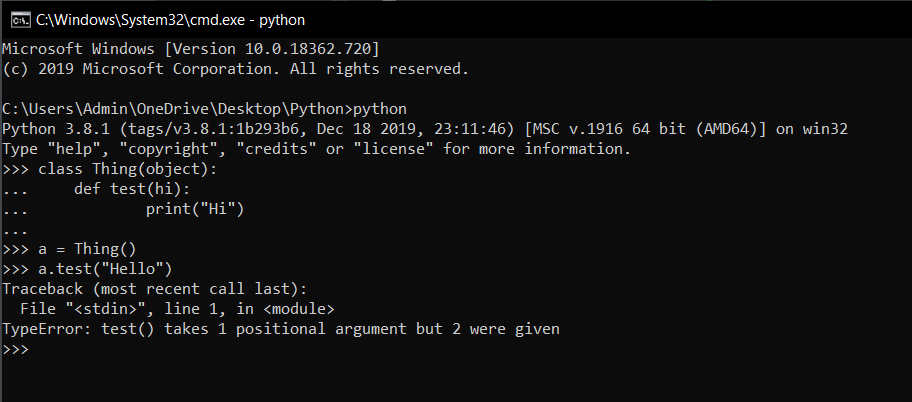 C:\Windows\System32\cmd.exe - python
Microsoft Windows [Version 10.0.18362.720]
(c) 2019 Microsoft Corporation. All rights reserved.
C:\Users\Admin\OneDrive\Desktop\Python>python
Python 3.8.1 (tags/v3.8.1:1b293b6, Dec 18 2019, 23:11:46) [MSC v.1916 64 bit (AMD64)] on win32
Type "help", "copyright", "credits" or "license" for more information.
>>> class Thing(object):
...     def test(hi):
...             print("Hi")
...
>>> a = Thing()
>>> a.test("Hello")
Traceback (most recent call last):
  File "<stdin>", line 1, in <module>
TypeError: test() takes 1 positional argument but 2 were given
>>>